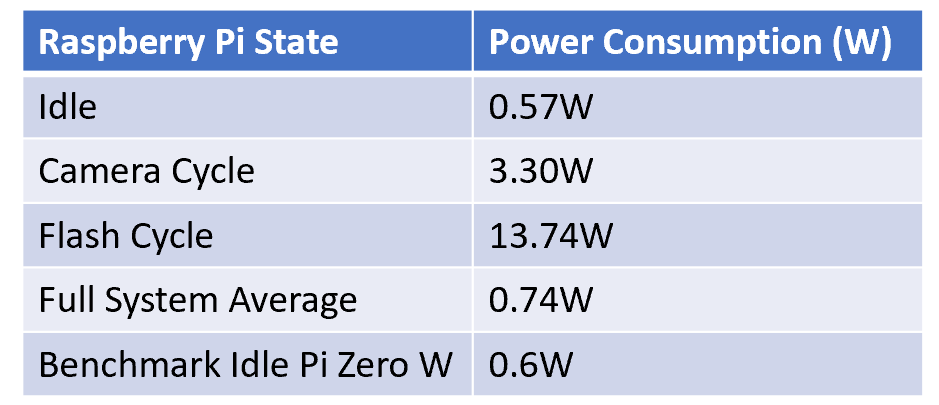 Raspberry Pi State Power Consumption (W)
Idle 0.57W
Camera Cycle 3.30W
Flash Cycle 13.74W
Full System Average 0.74W
Benchmark Idle Pi Zero W 0.6W